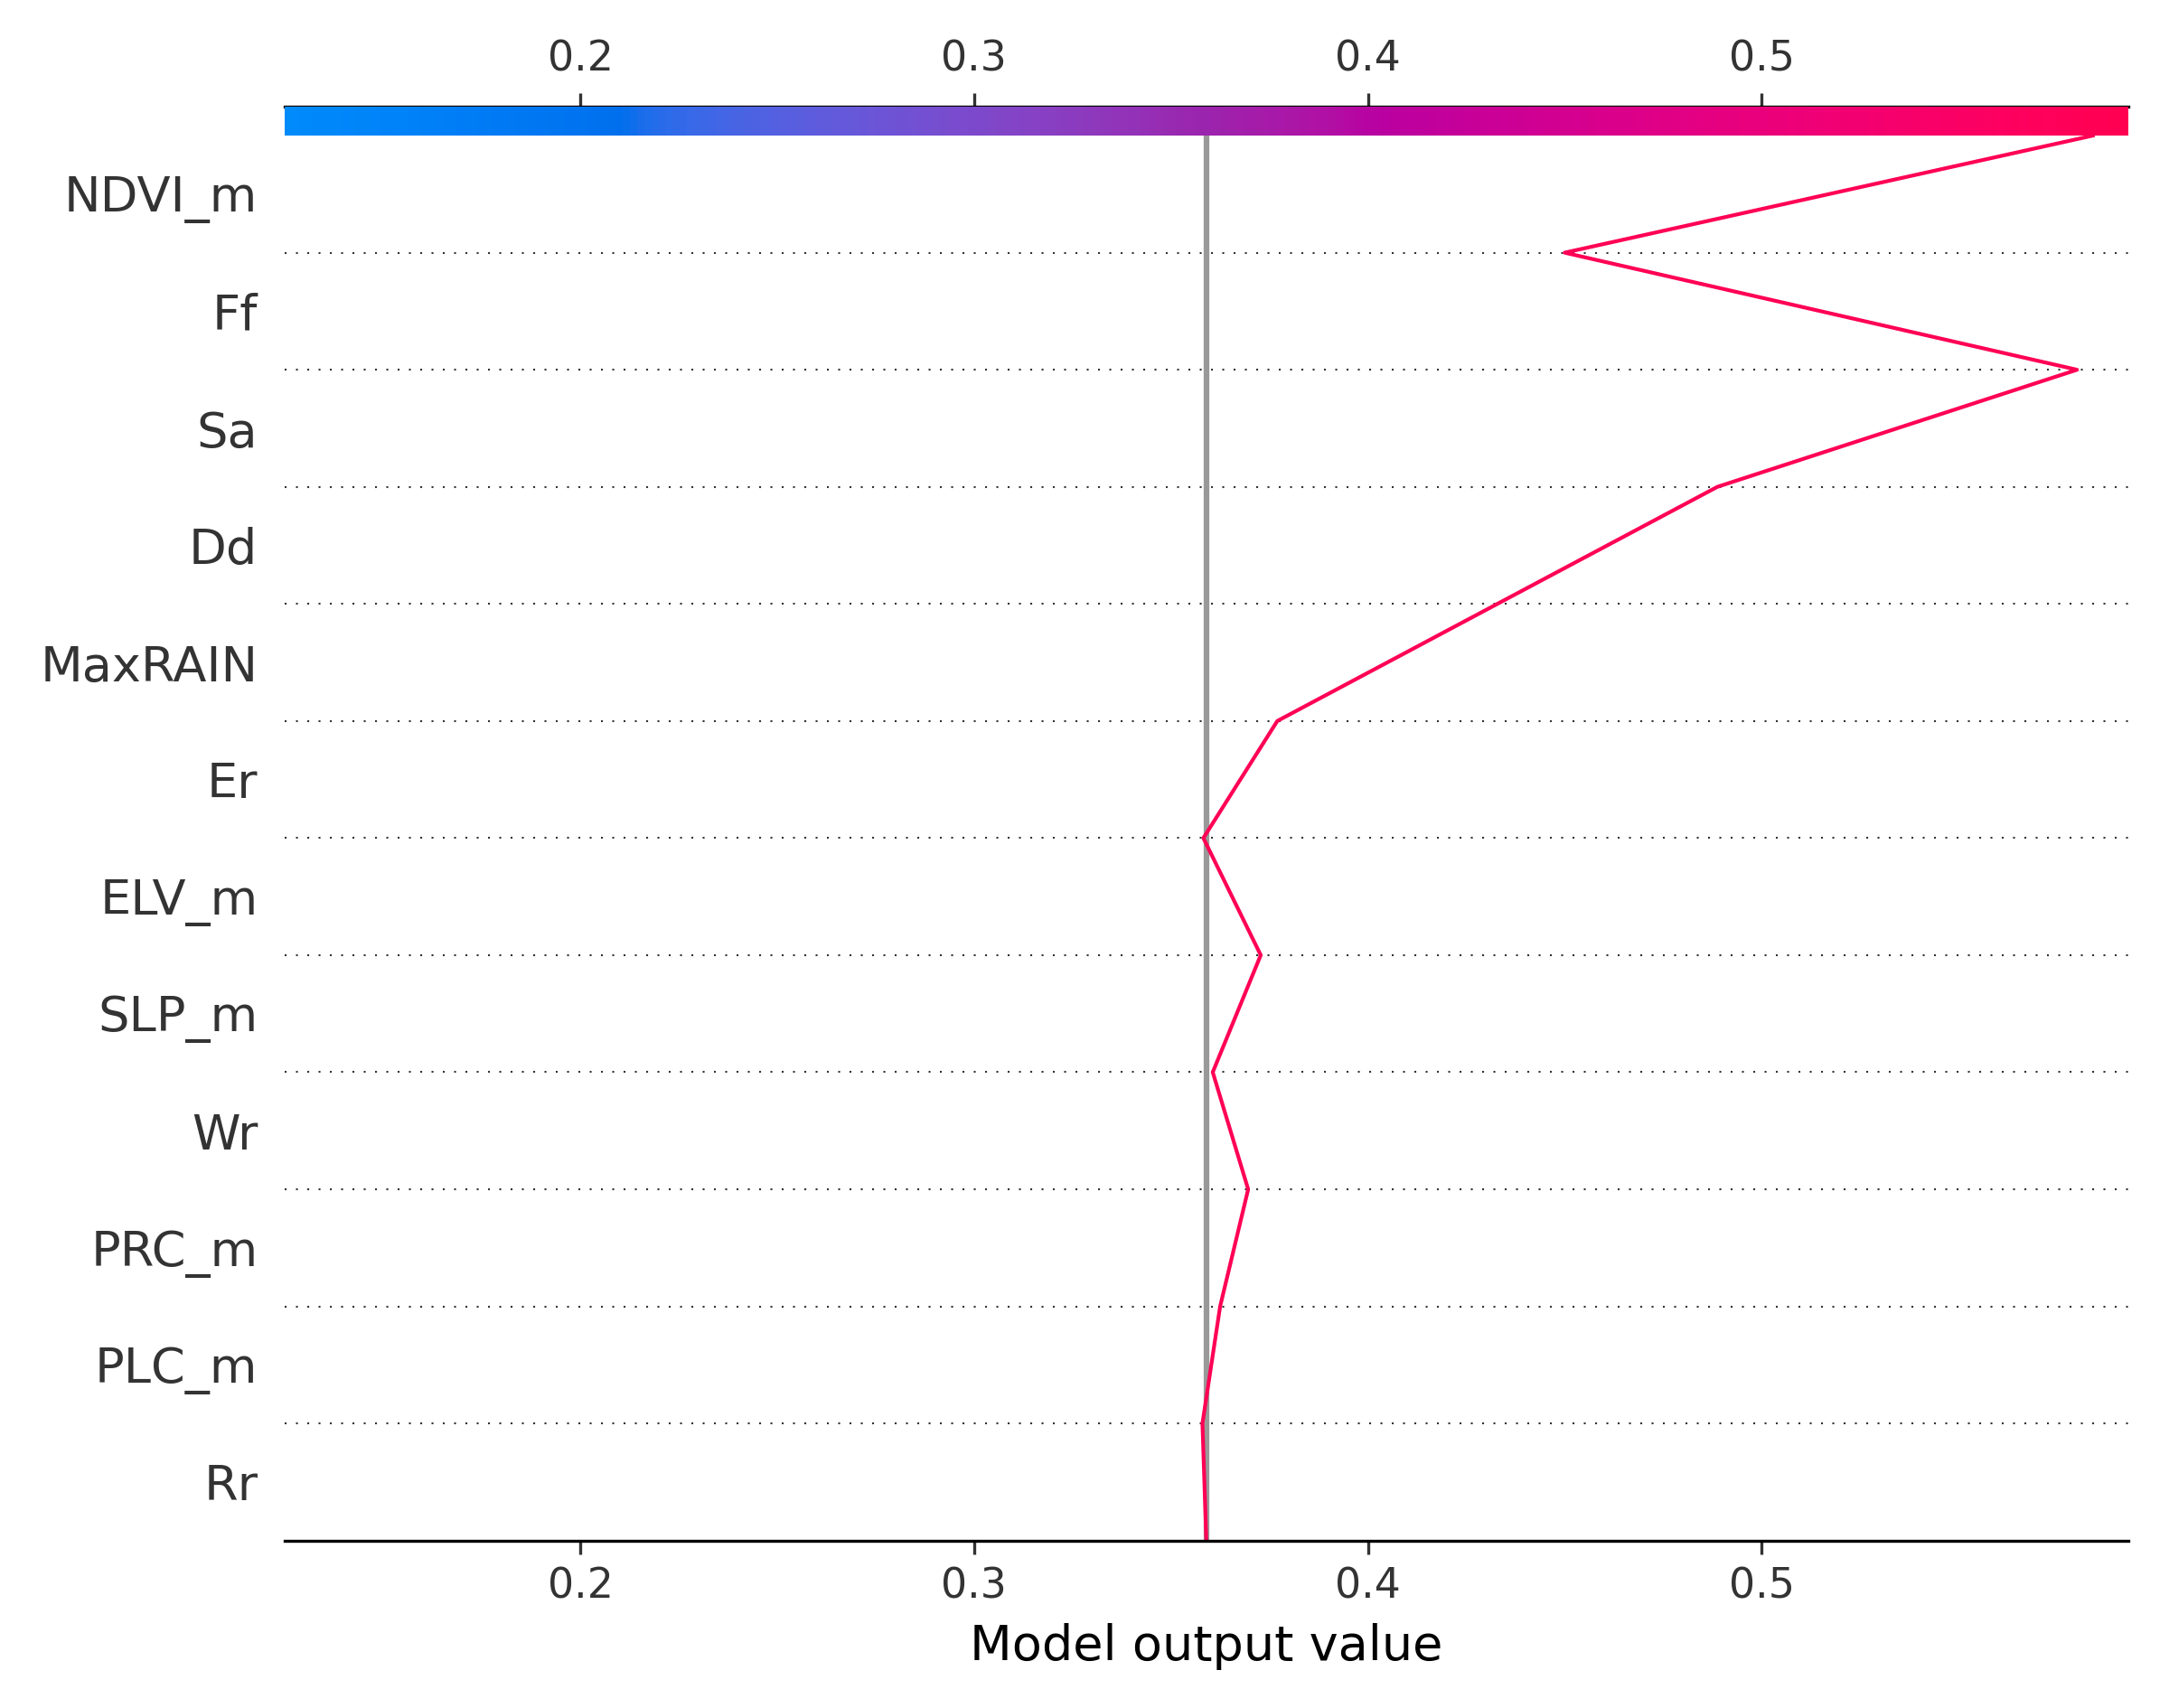 0.2 0.3 0.4 0.5
NDVI_m
Ff
Sa
Dd
MaxRAIN
Er
ELV_m
SLP_m
Wr
PRC_m
PLC_m
Rr
0.2 0.3 0.4 0.5
Model output value